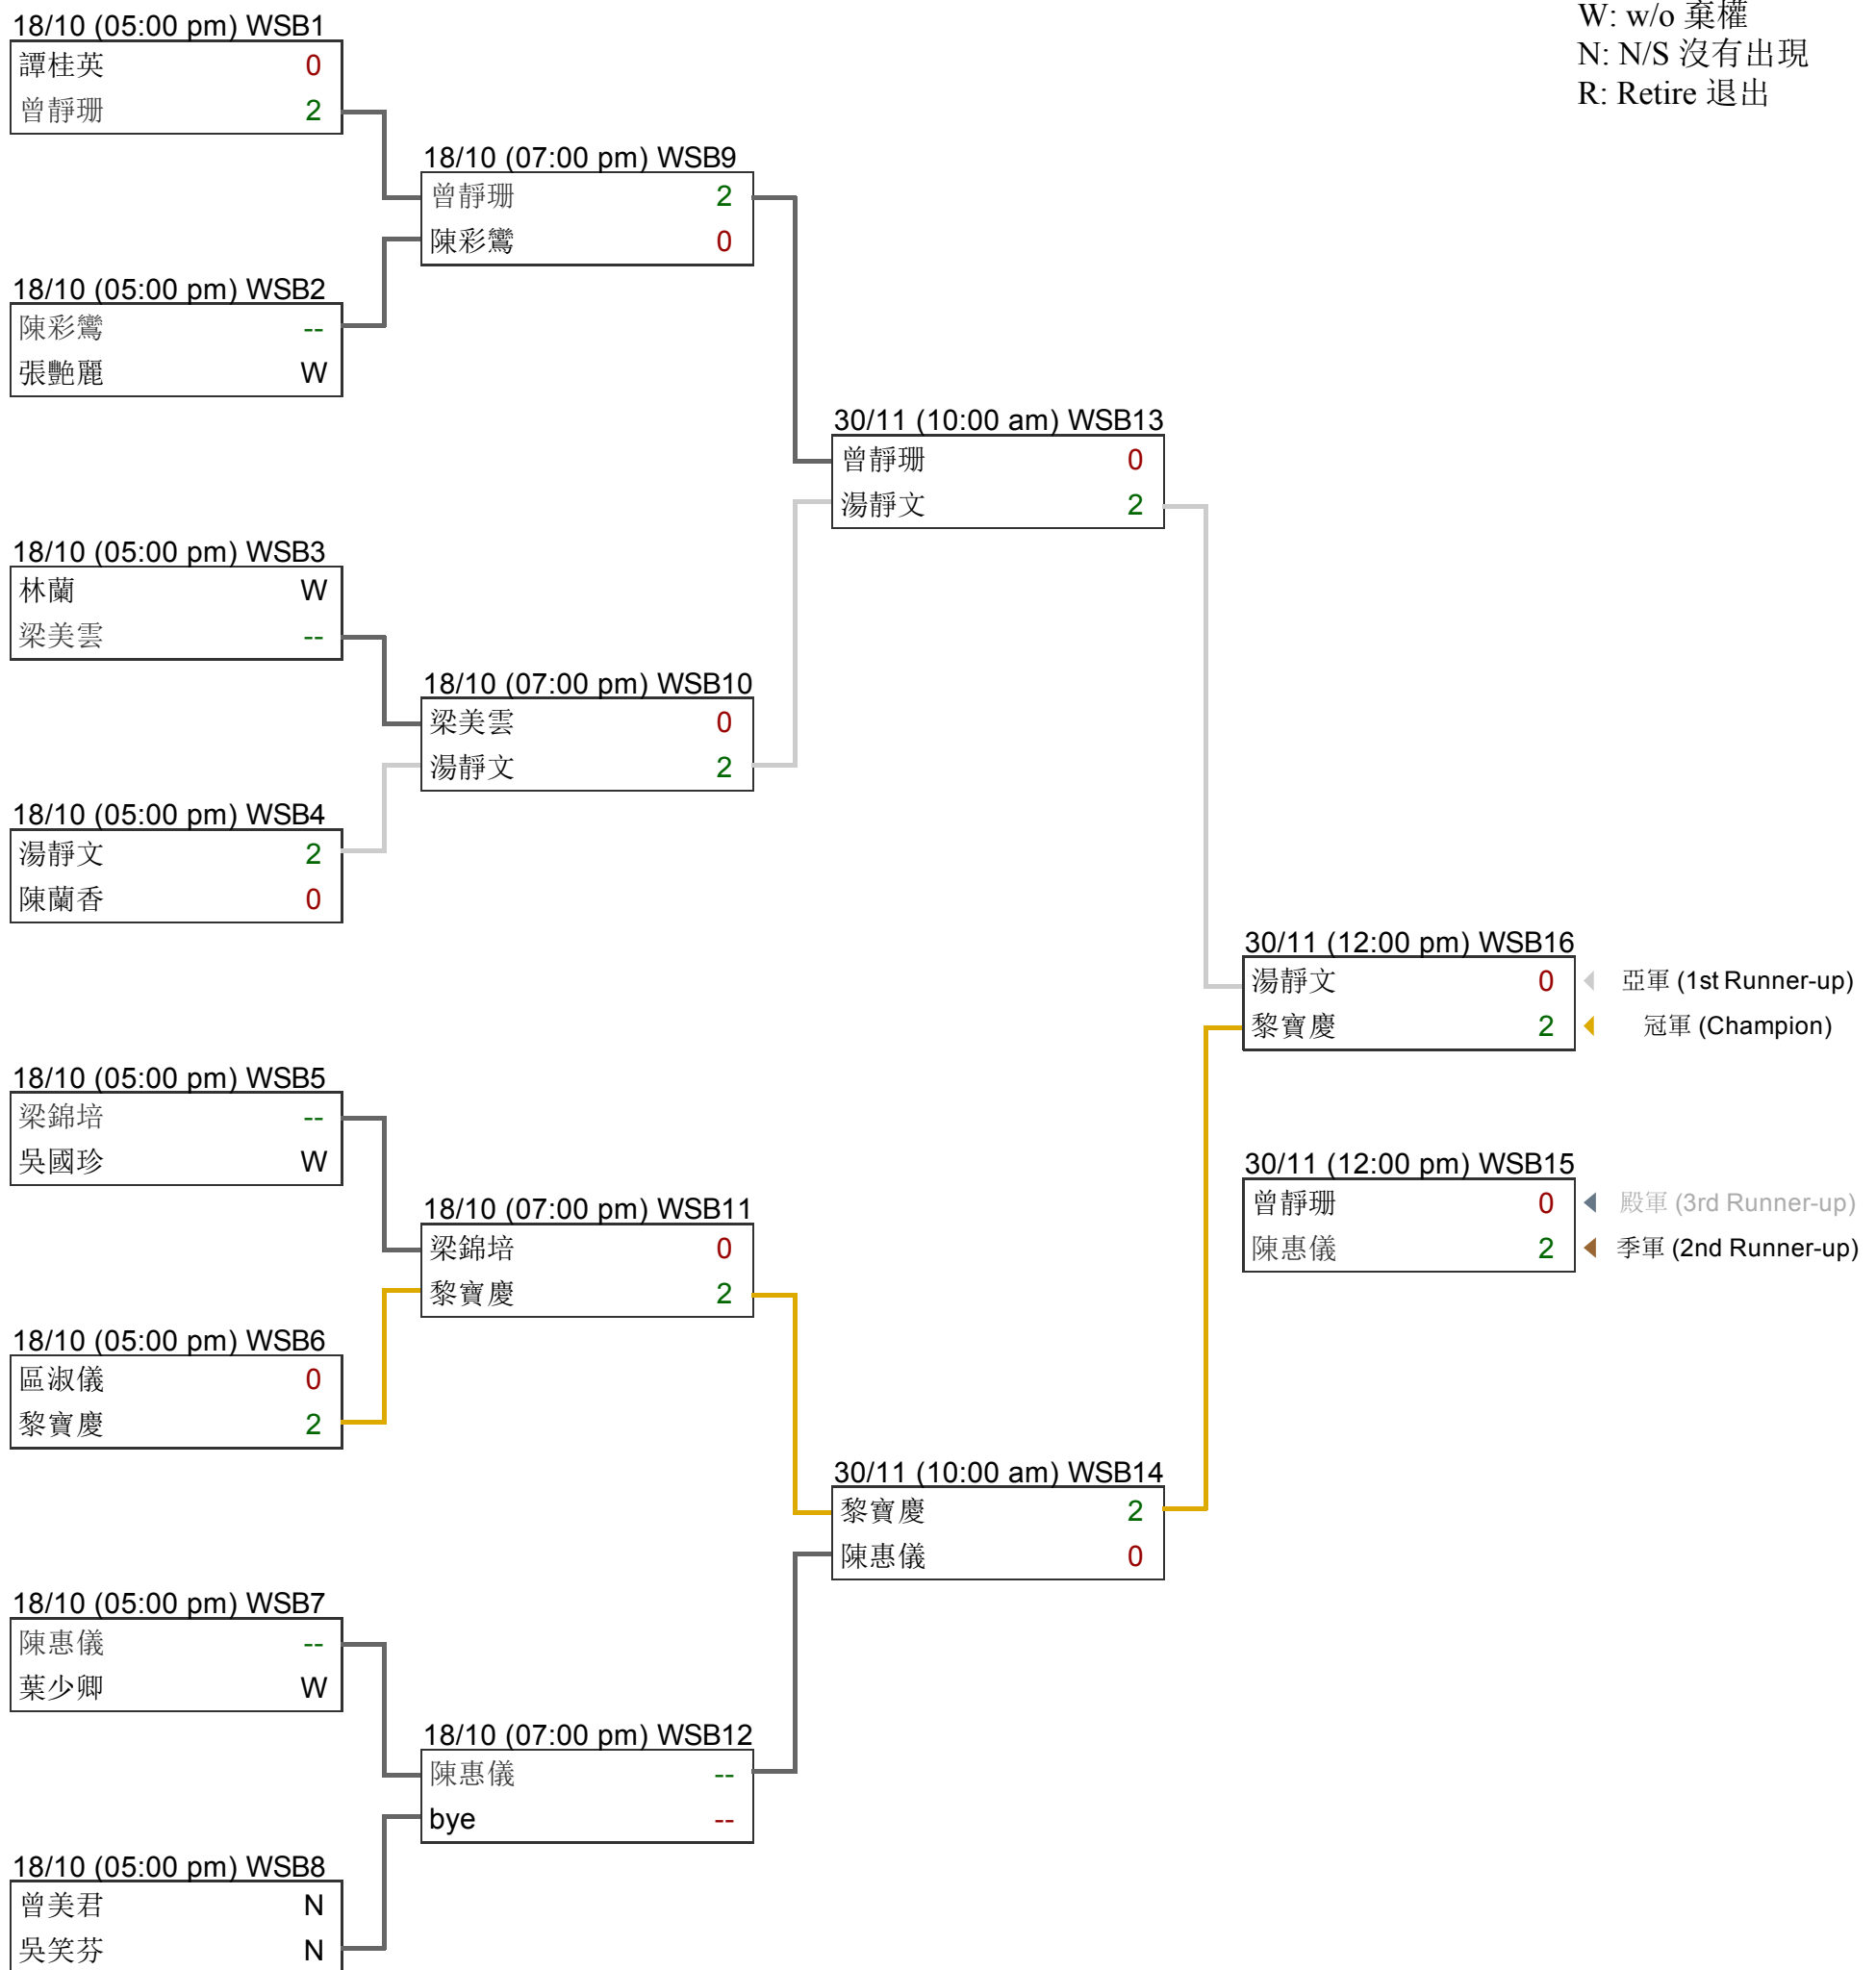 W: w/o 棄權
N: N/S 沒有出現
R: Retire 退出
18/10 (05:00 pm) WSB1
譚桂英 0
曾靜珊 2
18/10 (07:00 pm) WSB9
曾靜珊 2
陳彩鸞 0
18/10 (05:00 pm) WSB2
陳彩鸞 --
張艷麗 W
30/11 (10:00 am) WSB13
曾靜珊 0
湯靜文 2
18/10 (05:00 pm) WSB3
林蘭 W
梁美雲 --
18/10 (07:00 pm) WSB10
梁美雲 0
湯靜文 2
18/10 (05:00 pm) WSB4
湯靜文 2
陳蘭香 0
30/11 (12:00 pm) WSB16
湯靜文 0 亞軍 (1st Runner-up)
黎寶慶 2 冠軍 (Champion)
18/10 (05:00 pm) WSB5
梁錦培 --
吳國珍 W
30/11 (12:00 pm) WSB15
曾靜珊 0 殿軍 (3rd Runner-up)
陳惠儀 2 季軍 (2nd Runner-up)
18/10 (07:00 pm) WSB11
梁錦培 0
黎寶慶 2
18/10 (05:00 pm) WSB6
區淑儀 0
黎寶慶 2
30/11 (10:00 am) WSB14
黎寶慶 2
陳惠儀 0
18/10 (05:00 pm) WSB7
陳惠儀 --
葉少卿 W
18/10 (07:00 pm) WSB12
陳惠儀 --
bye --
18/10 (05:00 pm) WSB8
曾美君 N
吳笑芬 N